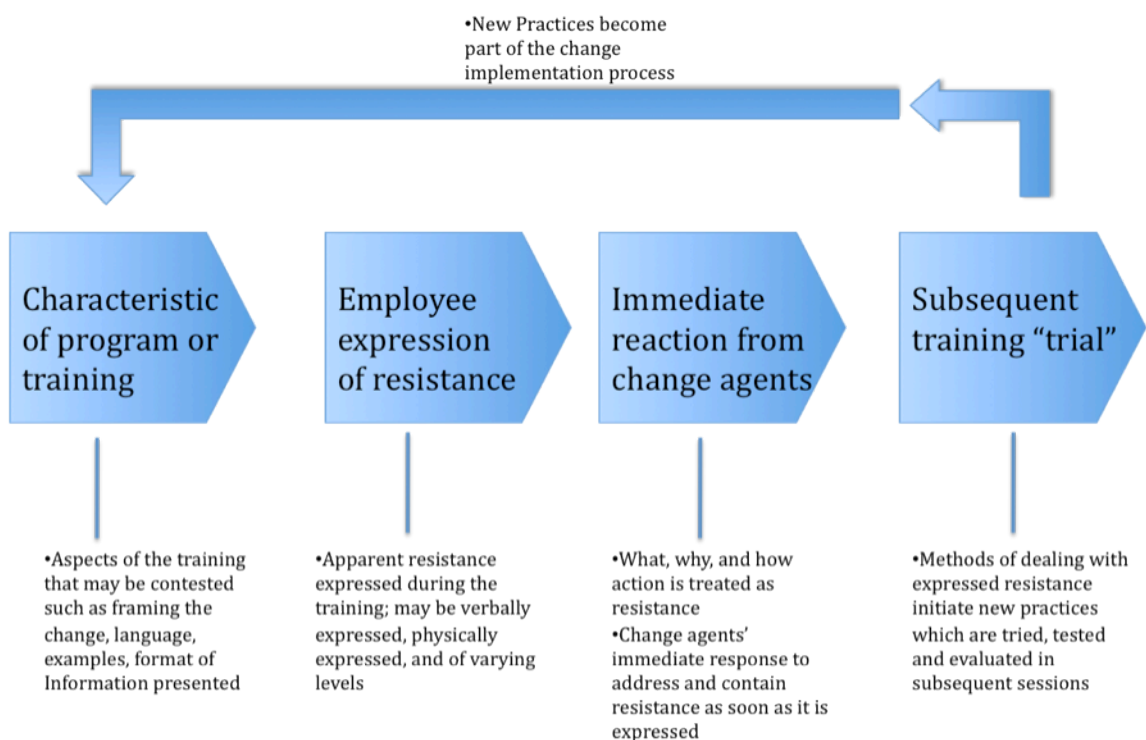 •New Practices become
part of the change
implementation process
Characteristic
of program or
training
Employee
expression
of resistance
Immediate
reaction from
change agents
Subsequent
training “trial”
•Aspects of the training
that may be contested
such as framing the
change, language,
examples, format of
Information presented
•Apparent resistance
expressed during the
training; may be verbally
expressed, physically
expressed, and of varying
levels
•What, why, and how
action is treated as
resistance
•Change agents’
immediate response to
address and contain
resistance as soon as it is
expressed
•Methods of dealing with
expressed resistance
initiate new practices
which are tried, tested
and evaluated in
subsequent sessions